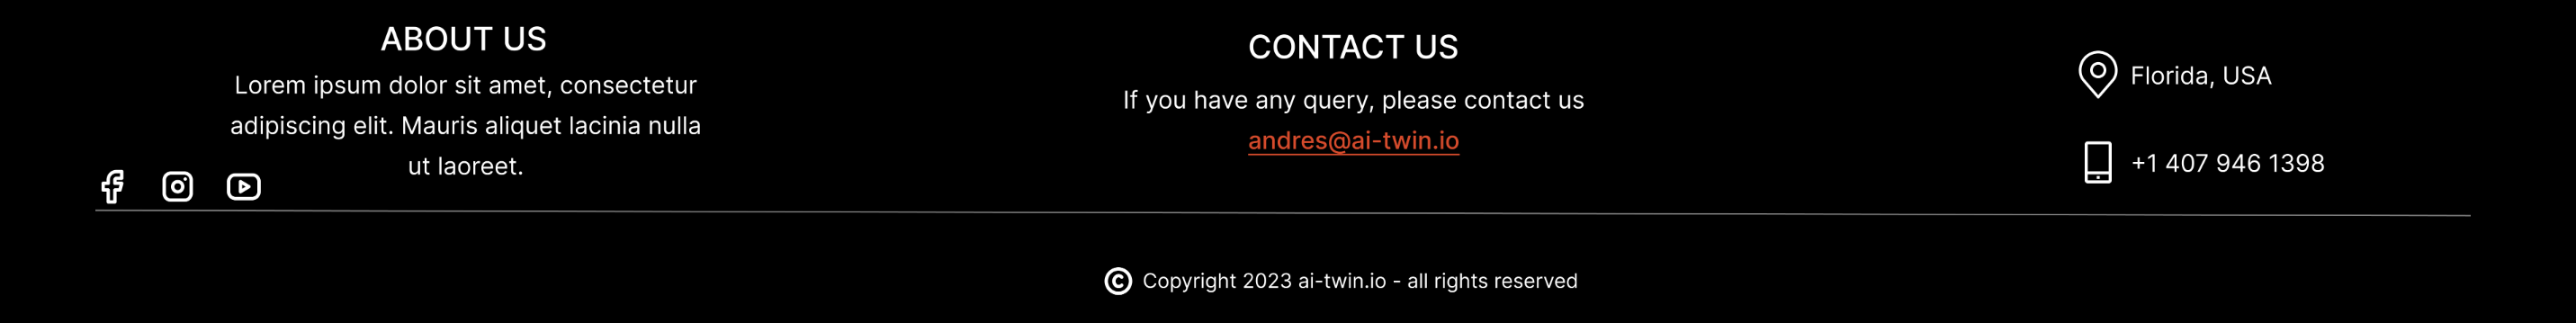 ABOUT US
Lorem ipsum dolor sit amet, consectetur
adipiscing elit. Mauris aliquet lacinia nulla
ut laoreet.
CONTACT US
If you have any query, please contact us
andres@ai-twin.io
Florida, USA
+1 407 946 1398
© Copyright 2023 ai-twin.io - all rights reserved